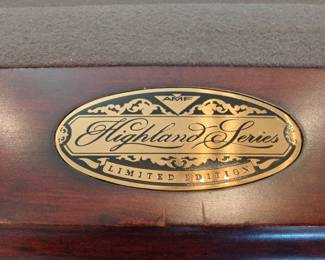 AMF
Highland Series
LIMITED EDITION